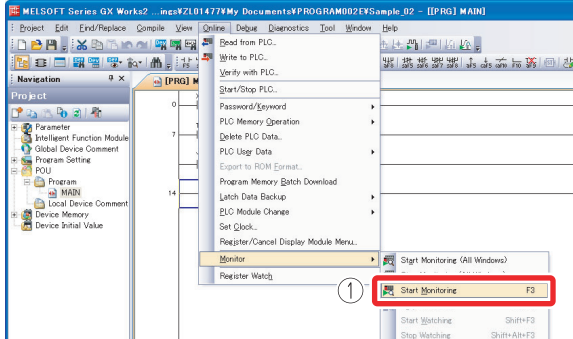 MELSOFT Series GX Works2 ...ings¥ZL01477¥My Documents¥PROGRAM002E¥Sample_02 - [[PRG] MAIN]
Project Edit Find/Replace Compile View Online Debug Diagnostics Tool Window Help
Navigation
[PRG] M
Project
Parameter
Intelligent Function Module
Global Device Comment
Program Setting
POU
Program
MAIN
Local Device Comment
Device Memory
Device Initial Value
0
7
14
Read from PLC...
Write to PLC...
Verify with PLC...
Start/Stop PLC...
Password/Keyword
PLC Memory Operation
Delete PLC Data...
PLC User Data
Export to ROM Format...
Program Memory Batch Download
Latch Data Backup
PLC Module Change
Set Clock...
Register/Cancel Display Module Menu...
Monitor
Register Watch
Start Monitoring (All Windows)
1
Start Monitoring F3
Start Watching Shift+F3
Stop Watching Shift+Alt+F3